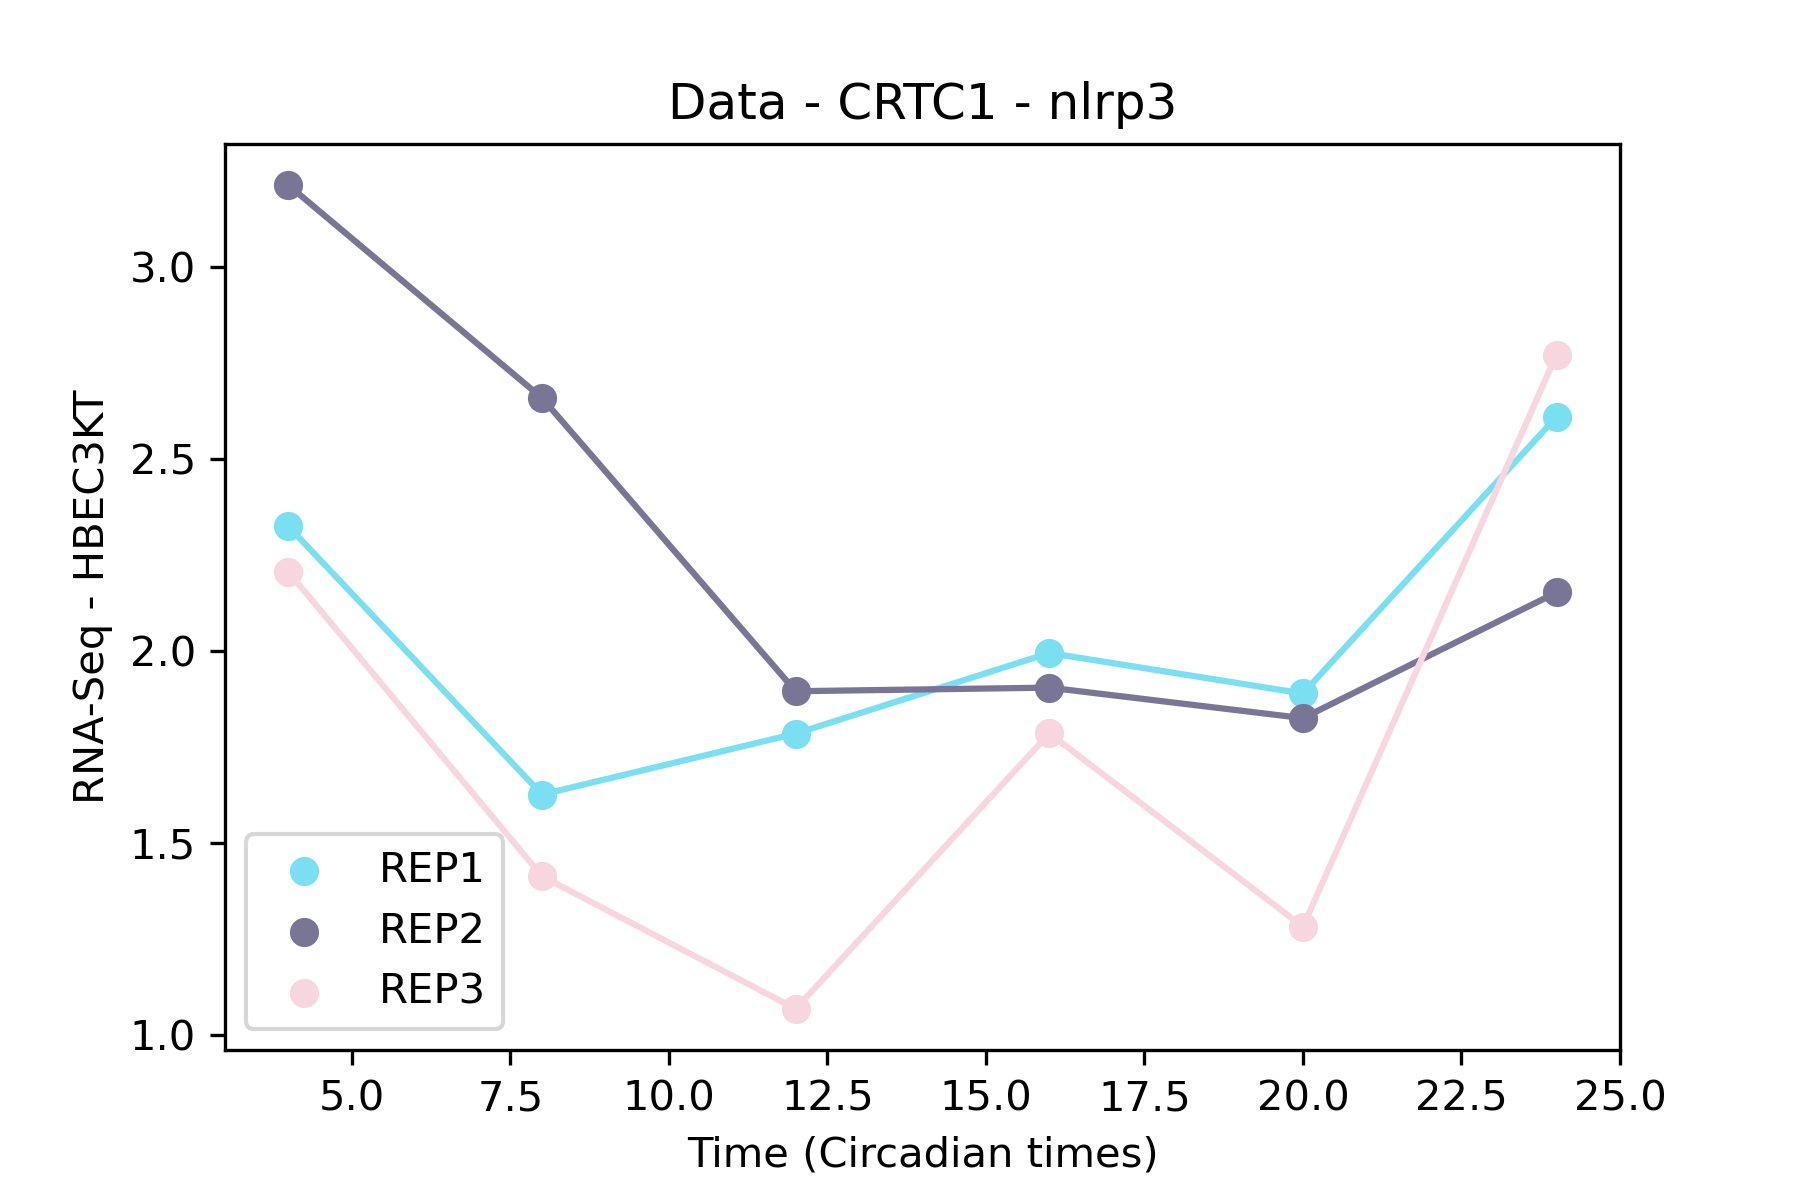 Data - CRTC1 - nlrp3
RNA-Seq - HBEC3KT
3.0
2.5
2.0
1.5
1.0
REP1
REP2
REP3
5.0 7.5 10.0 12.5 15.0 17.5 20.0 22.5 25.0
Time (Circadian times)